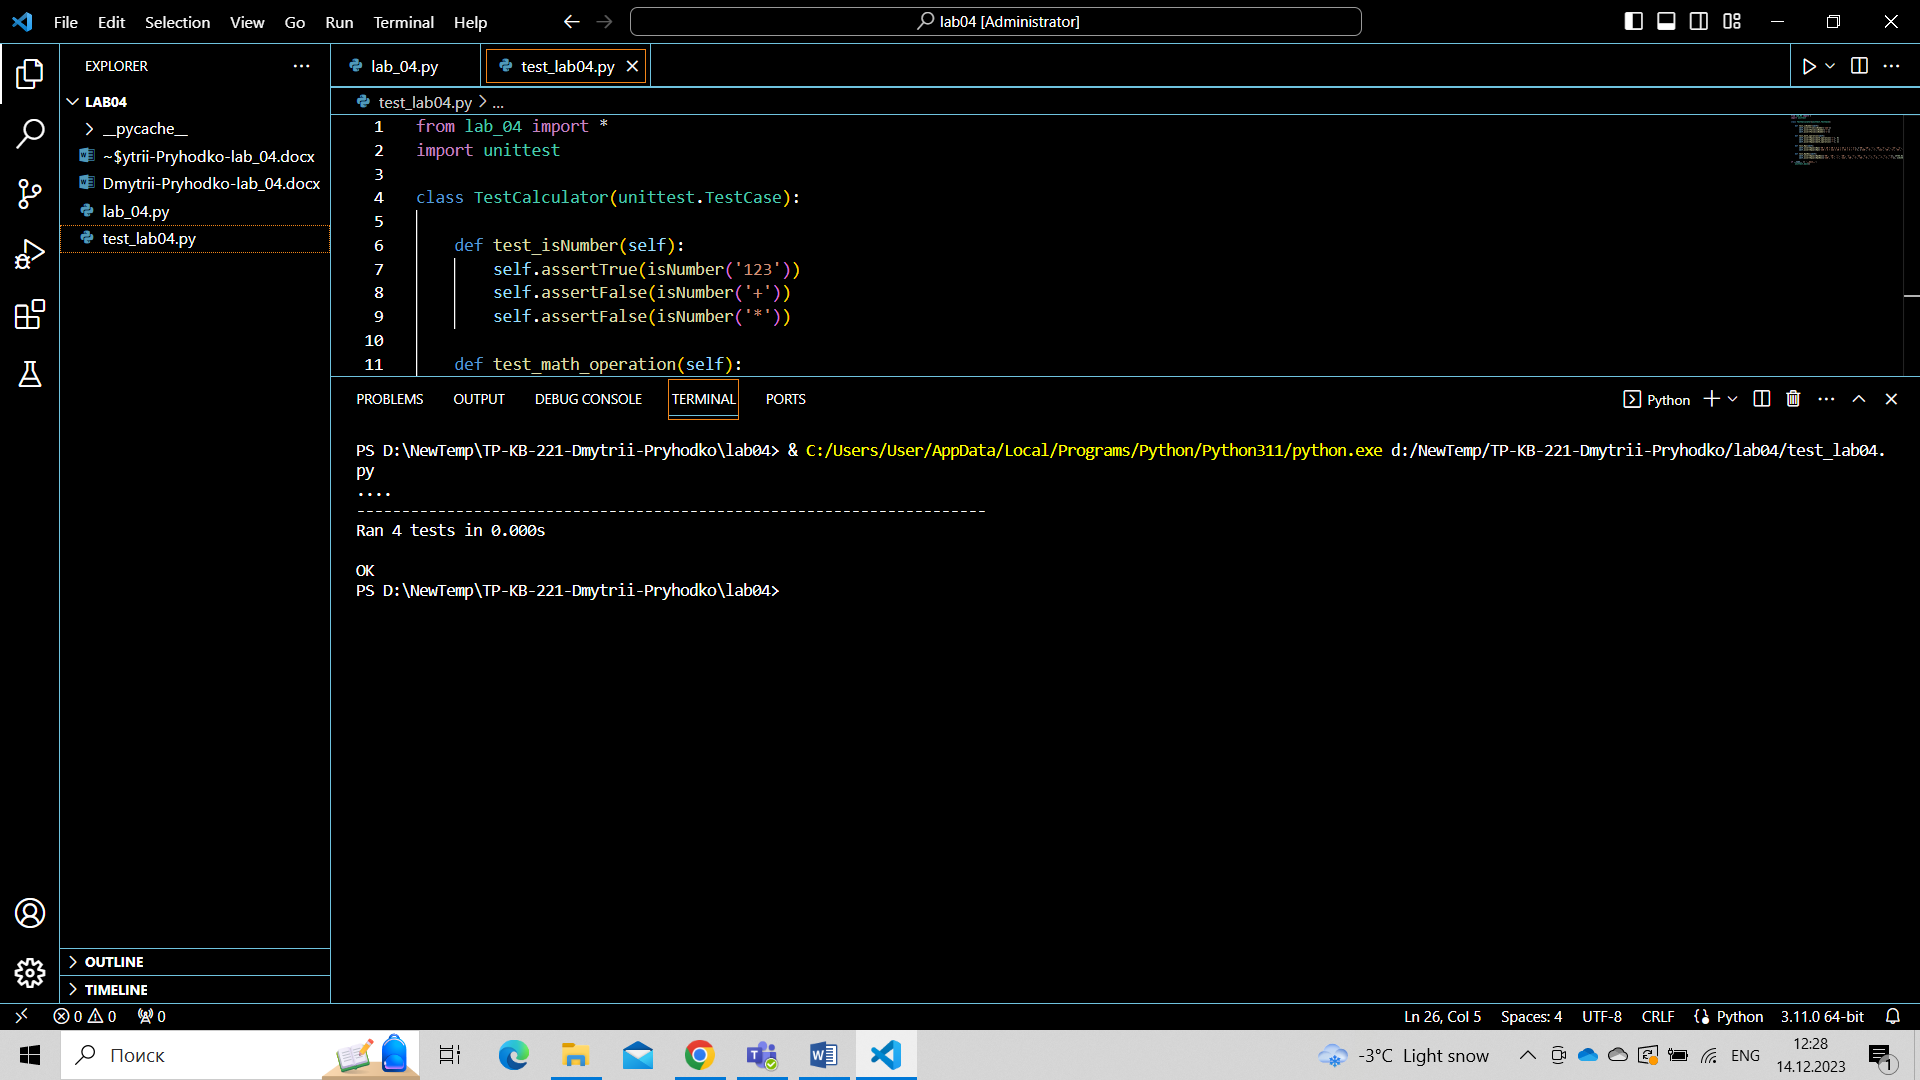 File Edit Selection View Go Run Terminal Help
lab04 [Administrator]
EXPLORER
LAB04
__pycache__
~$ytrii-Pryhodko-lab_04.docx
Dmytrii-Pryhodko-lab_04.docx
lab_04.py
test_lab04.py
OUTLINE
TIMELINE
lab_04.py
test_lab04.py
test_lab04.py > ...
1 from lab_04 import *
2 import unittest
3
4 class TestCalculator(unittest.TestCase):
5
6 def test_isNumber(self):
7 self.assertTrue(isNumber('123'))
8 self.assertFalse(isNumber('+'))
9 self.assertFalse(isNumber('*'))
10
11 def test_math_operation(self):
PROBLEMS OUTPUT DEBUG CONSOLE TERMINAL PORTS
Python
PS D:\NewTemp\TP-KB-221-Dmytrii-Pryhodko\lab04> & C:/Users/User/AppData/Local/Programs/Python/Python311/python.exe d:/NewTemp/TP-KB-221-Dmytrii-Pryhodko/lab04/test_lab04.
py
....
----------------------------------------------------------------------
Ran 4 tests in 0.000s
OK
PS D:\NewTemp\TP-KB-221-Dmytrii-Pryhodko\lab04>
0 0 0
Ln 26, Col 5 Spaces: 4 UTF-8 CRLF Python 3.11.0 64-bit
Поиск
-3°C Light snow
ENG
12:28
14.12.2023
1